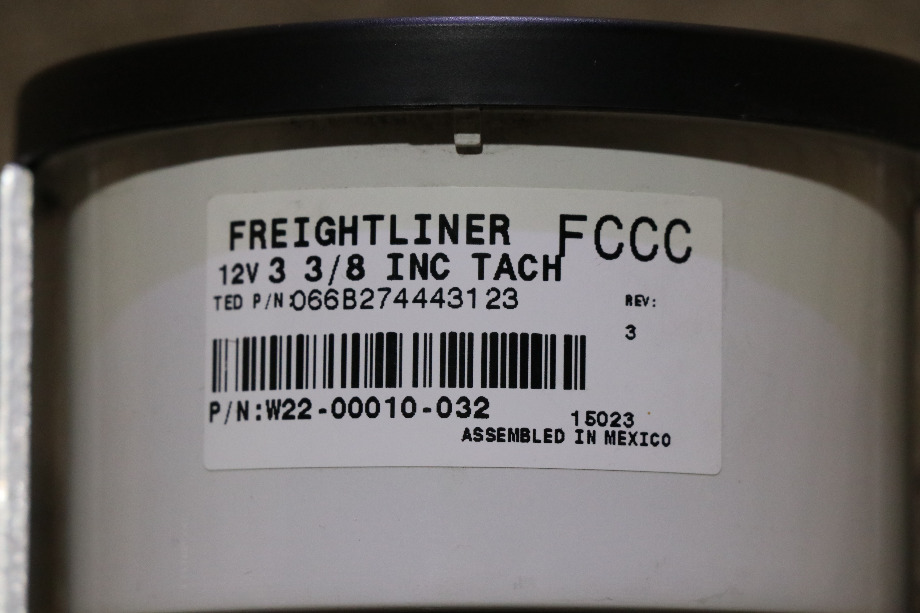 FREIGHTLINER FCCC
12V 3 3/8 INC TACH
TED P/N:066B274443123 REV:
3
P/N:W22-00010-032
15023
ASSEMBLED IN MEXICO